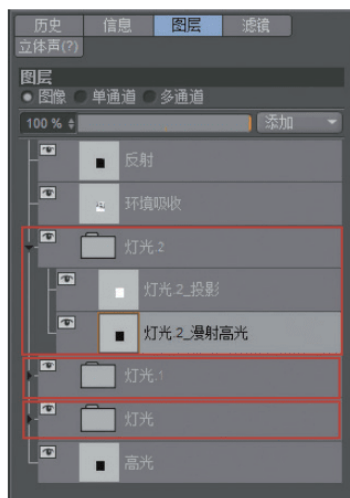 历史 信息 图层 滤镜
立体声(?)
图层
图像 单通道 多通道
100 % 添加
反射
环境吸收
灯光.2
灯光.2_投影
灯光.2_漫射高光
灯光.1
灯光
高光